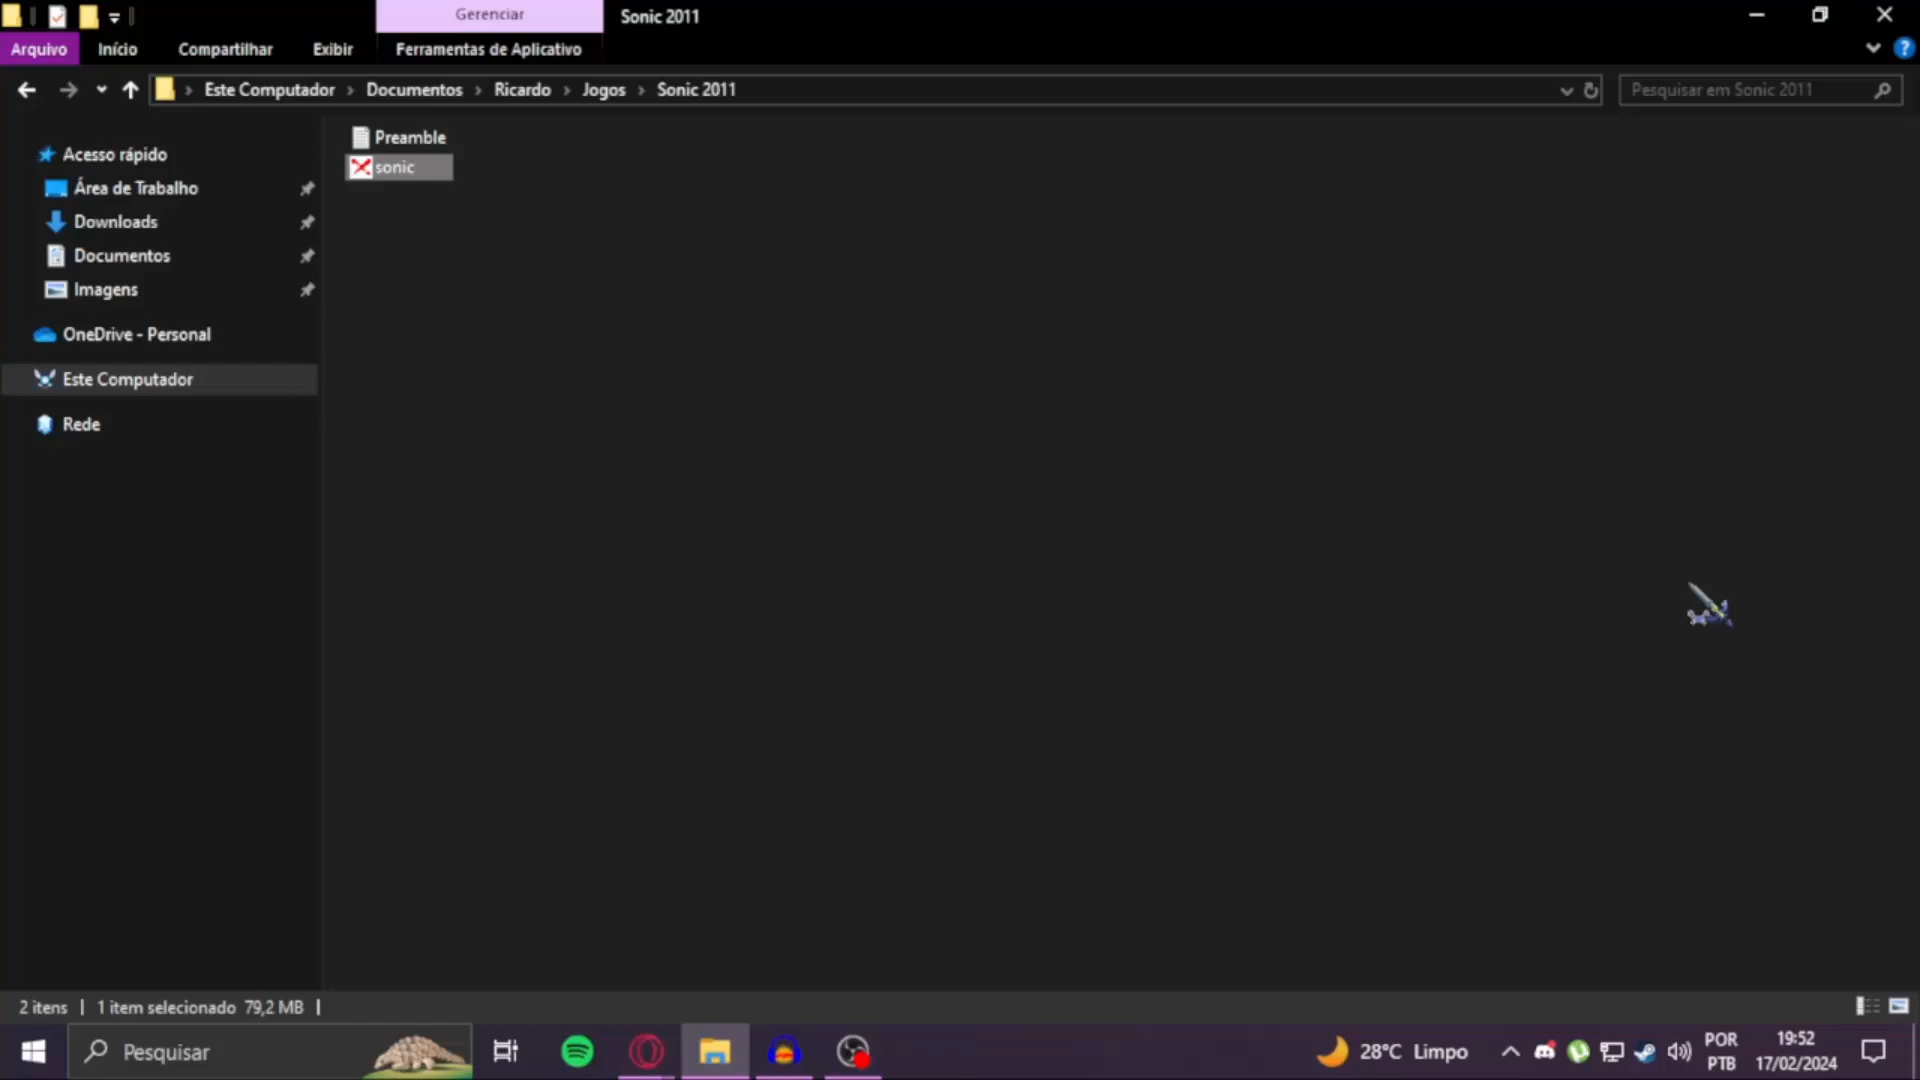 Gerenciar
Sonic 2011
Arquivo
Início
Compartilhar
Exibir
Ferramentas de Aplicativo
?
Este Computador > Documentos > Ricardo > Jogos > Sonic 2011
Pesquisar em Sonic 2011
Acesso rápido
Área de Trabalho
Downloads
Documentos
Imagens
OneDrive - Personal
Este Computador
Rede
Preamble
sonic
2 itens | 1 item selecionado 79,2 MB |
Pesquisar
28°C Limpo
POR
PTB
19:52
17/02/2024